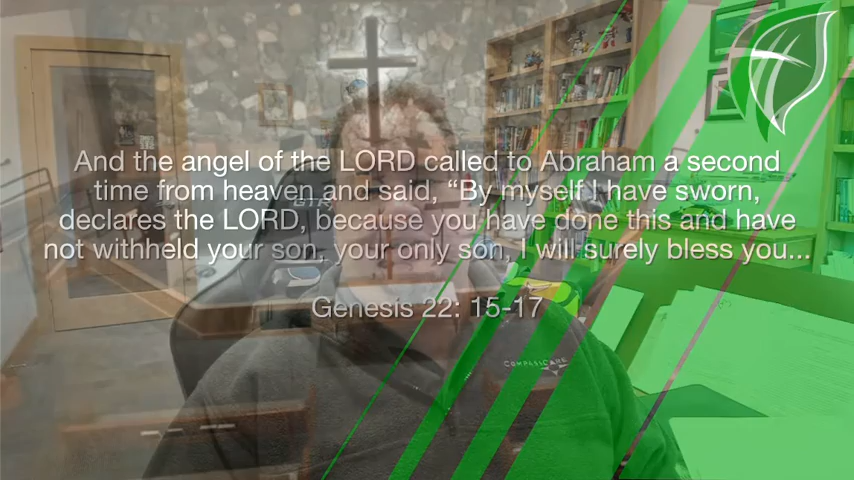 And the angel of the LORD called to Abraham a second
time from heaven and said, “By myself I have sworn,
declares the LORD, because you have done this and have
not withheld your son, your only son, I will surely bless you...
Genesis 22: 15-17
GTR
COMPASSCARE